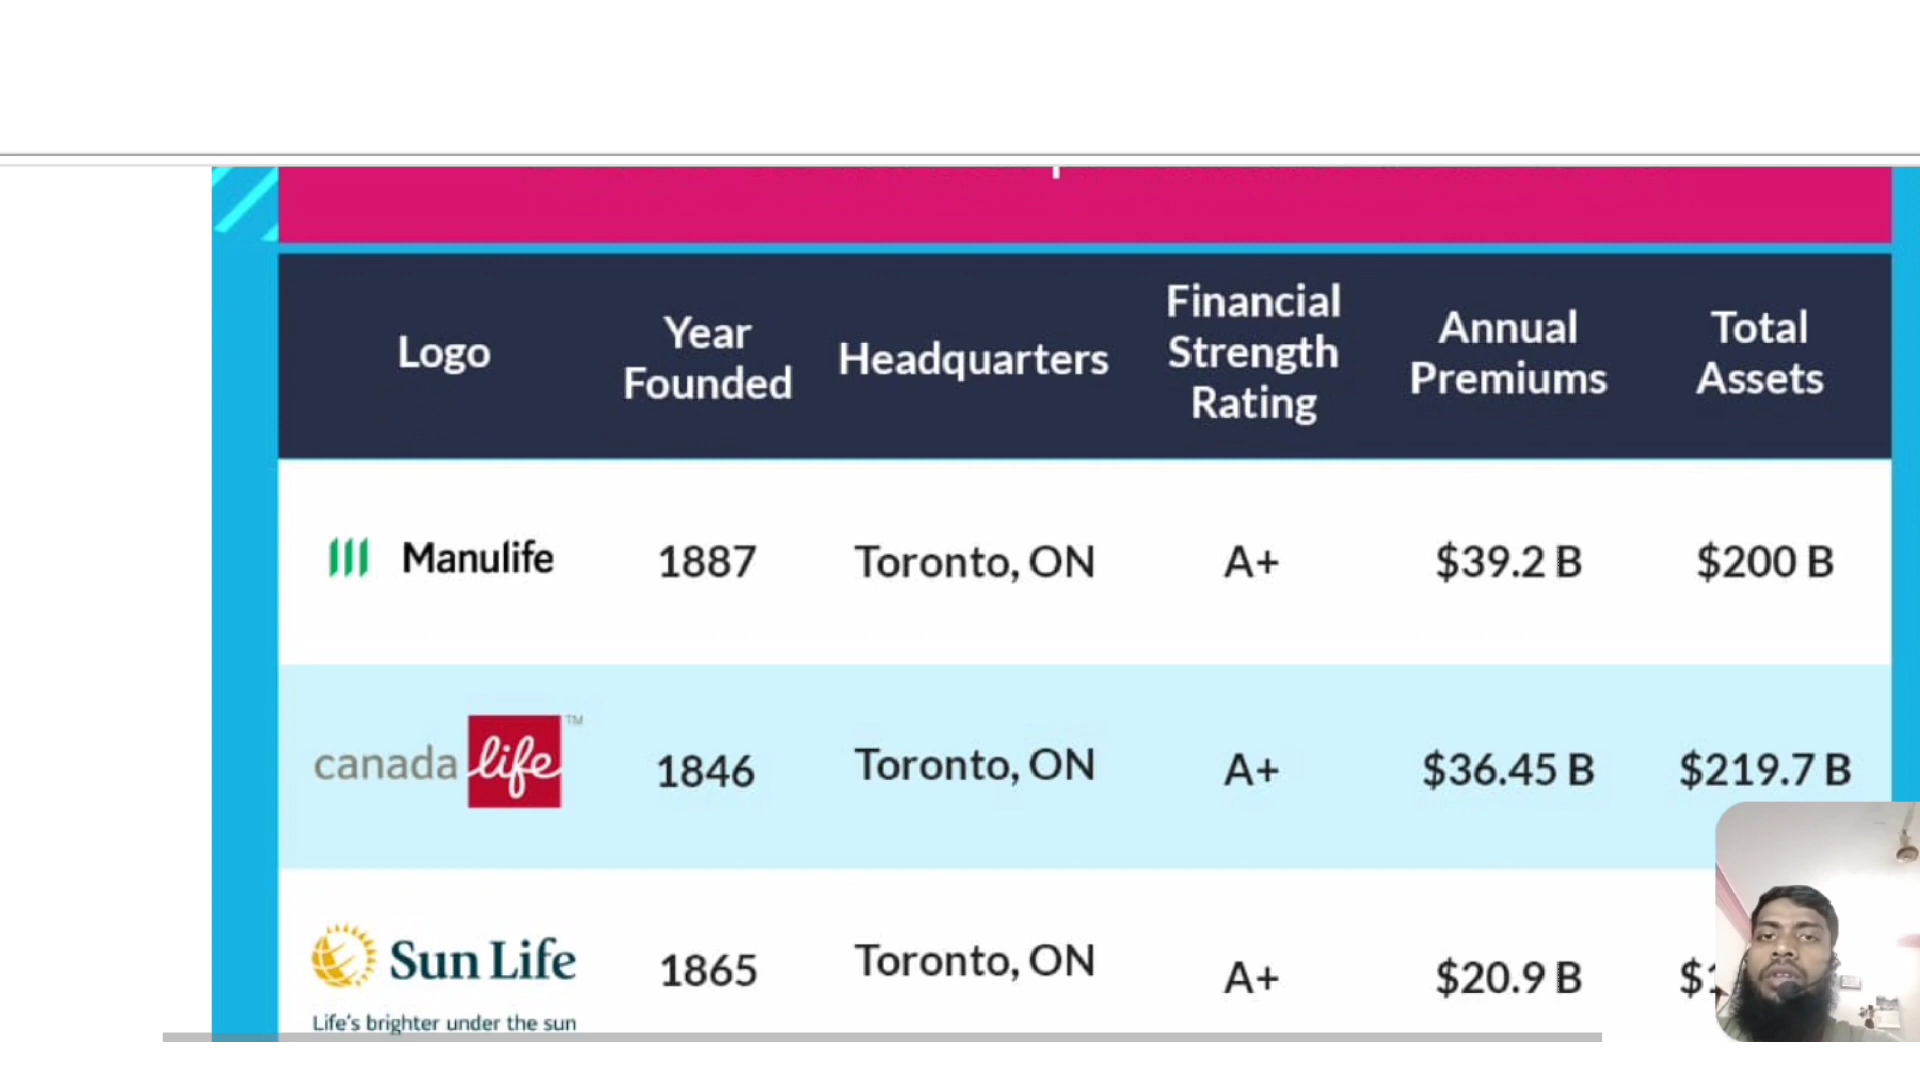 Logo
Year
Founded
Headquarters
Financial
Strength
Rating
Annual
Premiums
Total
Assets
Manulife 1887 Toronto, ON A+ $39.2 B $200 B
canada life TM 1846 Toronto, ON A+ $36.45 B $219.7 B
Sun Life 1865 Toronto, ON A+ $20.9 B
Life's brighter under the sun